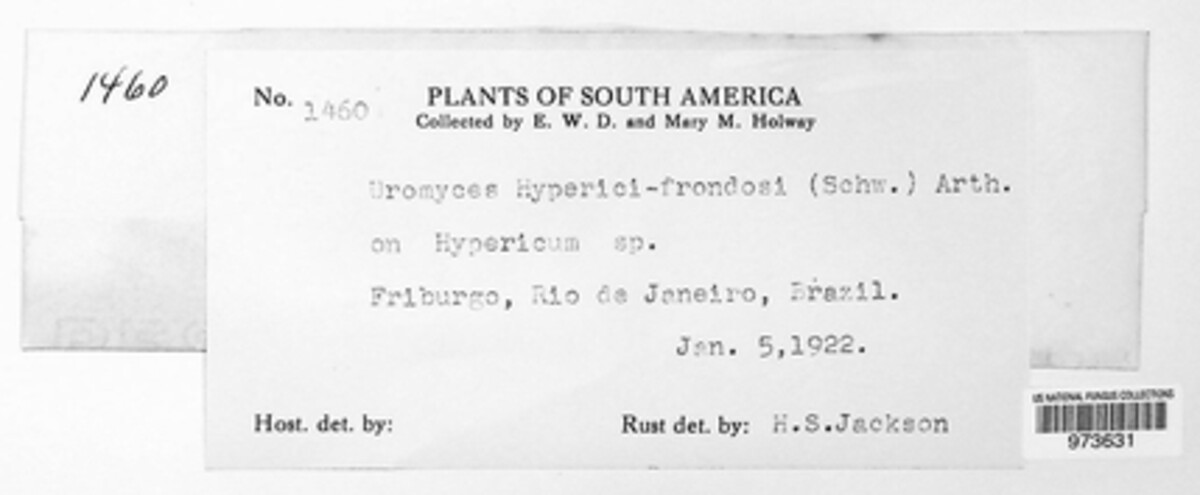 1460
No. 1460
PLANTS OF SOUTH AMERICA
Collected by E. W. D. and Mary M. Holway
Uromyces Hyperici-frondosi (Schw.) Arth.
on Hypericum sp.
Friburgo, Rio de Janeiro, Brazil.
Jan. 5,1922.
Host. det. by:
Rust det. by: H.S.Jackson
US NATIONAL FUNGUS COLLECTIONS
973631